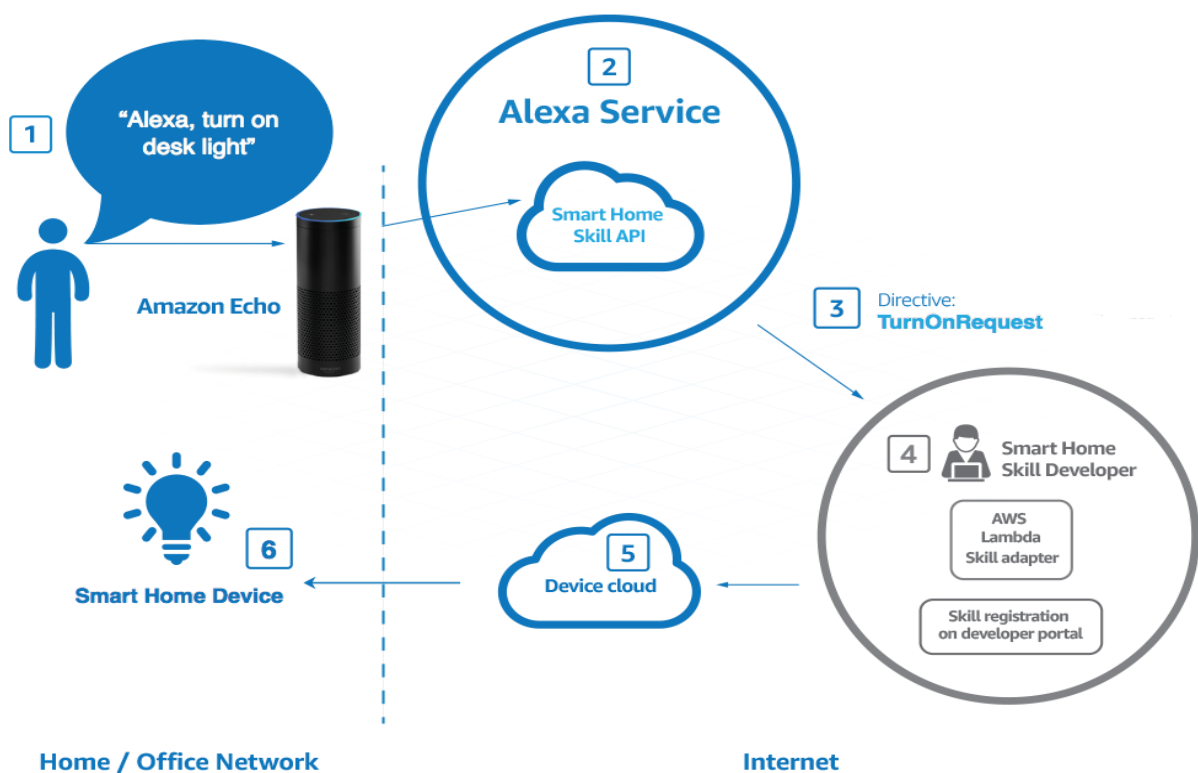 1
“Alexa, turn on
desk light”
Amazon Echo
2
Alexa Service
Smart Home
Skill API
3
Directive:
TurnOnRequest
4
Smart Home
Skill Developer
AWS
Lambda
Skill adapter
Skill registration
on developer portal
5
Device cloud
6
Smart Home Device
Home / Office Network
Internet